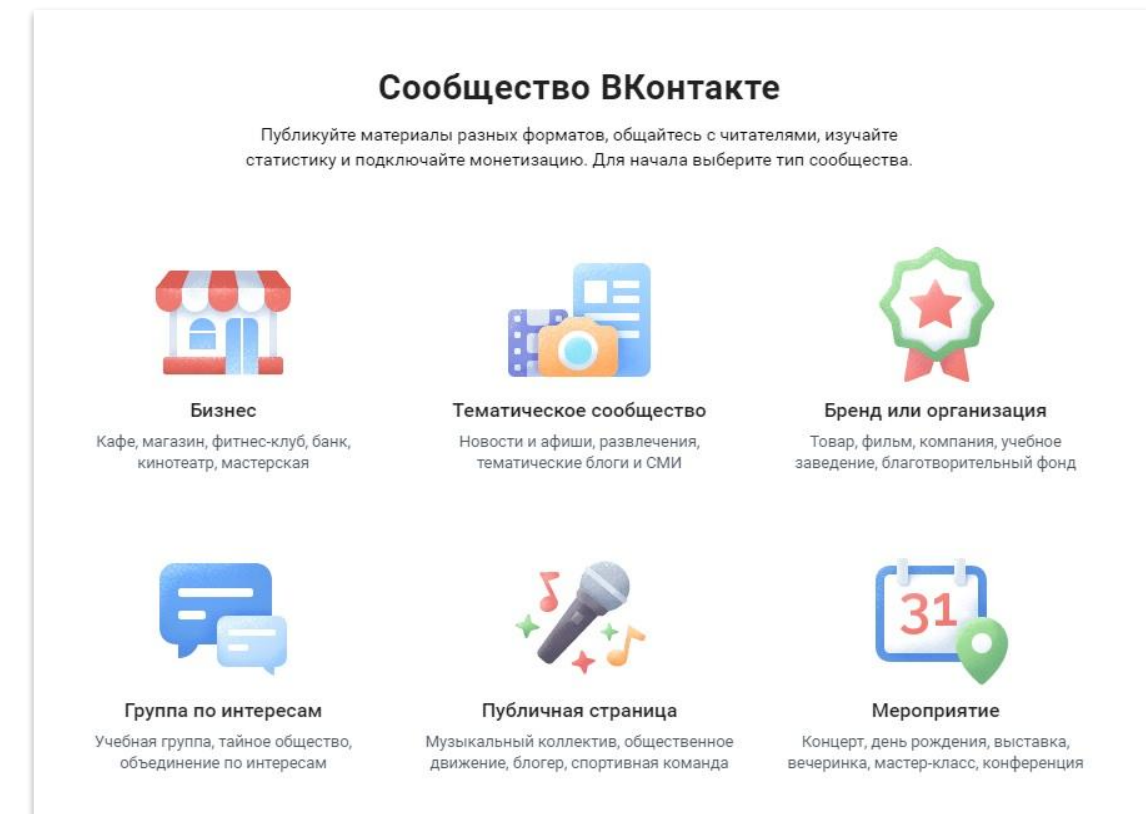 Сообщество ВКонтакте
Публикуйте материалы разных форматов, общайтесь с читателями, изучайте
статистику и подключайте монетизацию. Для начала выберите тип сообщества.
Бизнес
Кафе, магазин, фитнес-клуб, банк,
кинотеатр, мастерская
Тематическое сообщество
Новости и афиши, развлечения,
тематические блоги и СМИ
Бренд или организация
Товар, фильм, компания, учебное
заведение, благотворительный фонд
Группа по интересам
Учебная группа, тайное общество,
объединение по интересам
Публичная страница
Музыкальный коллектив, общественное
движение, блогер, спортивная команда
31
Мероприятие
Концерт, день рождения, выставка,
вечеринка, мастер-класс, конференция